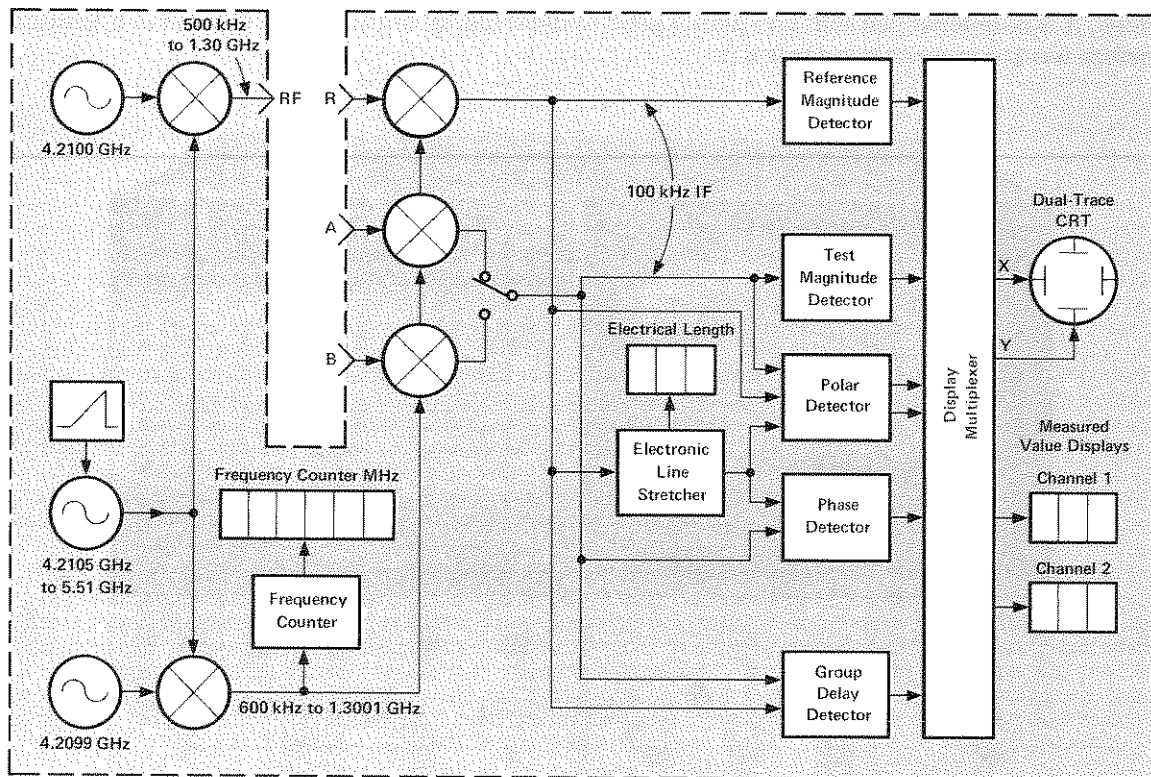 500 kHz
to 1.30 GHz
RF
R
4.2100 GHz
Reference
Magnitude
Detector
100 kHz IF
A
Dual-Trace
CRT
X
Test
Magnitude
Detector
Y
B
Electrical Length
Polar
Detector
Display
Multiplexer
Measured
Value Displays
Electronic
Line
Stretcher
Frequency Counter MHz
Channel 1
Phase
Detector
4.2105 GHz
to 5.51 GHz
Channel 2
Frequency
Counter
Group
Delay
Detector
600 kHz to 1.3001 GHz
4.2099 GHz